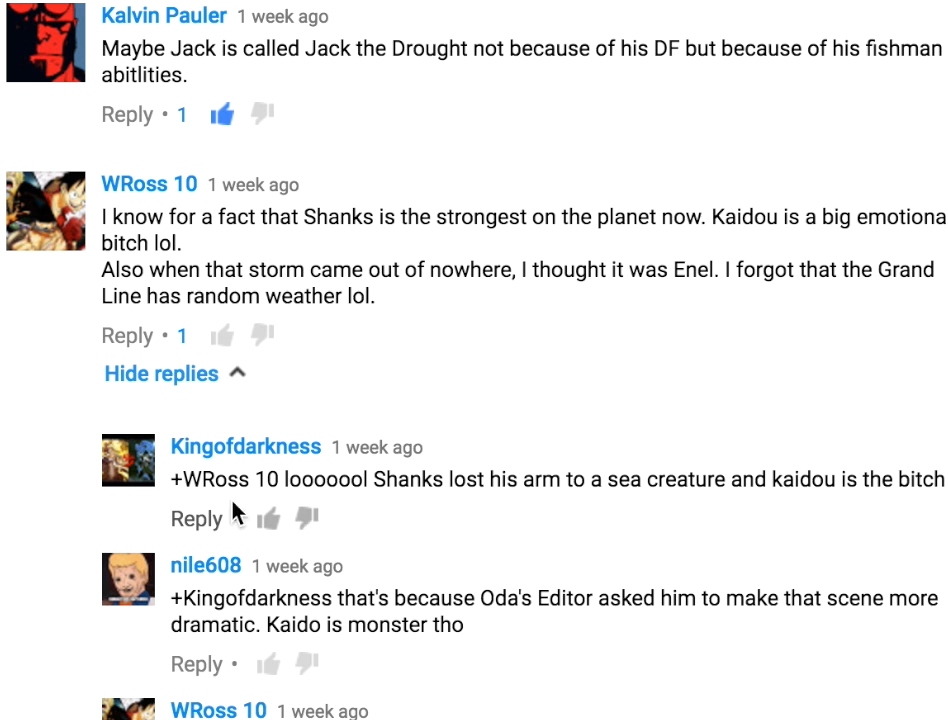 Kalvin Pauler 1 week ago
Maybe Jack is called Jack the Drought not because of his DF but because of his fishman
abitlities.
Reply • 1
WRoss 10 1 week ago
I know for a fact that Shanks is the strongest on the planet now. Kaidou is a big emotiona
bitch lol.
Also when that storm came out of nowhere, I thought it was Enel. I forgot that the Grand
Line has random weather lol.
Reply • 1
Hide replies
Kingofdarkness 1 week ago
+WRoss 10 looooool Shanks lost his arm to a sea creature and kaidou is the bitch
Reply
nile608 1 week ago
+Kingofdarkness that's because Oda's Editor asked him to make that scene more
dramatic. Kaido is monster tho
Reply •
WRoss 10 1 week ago